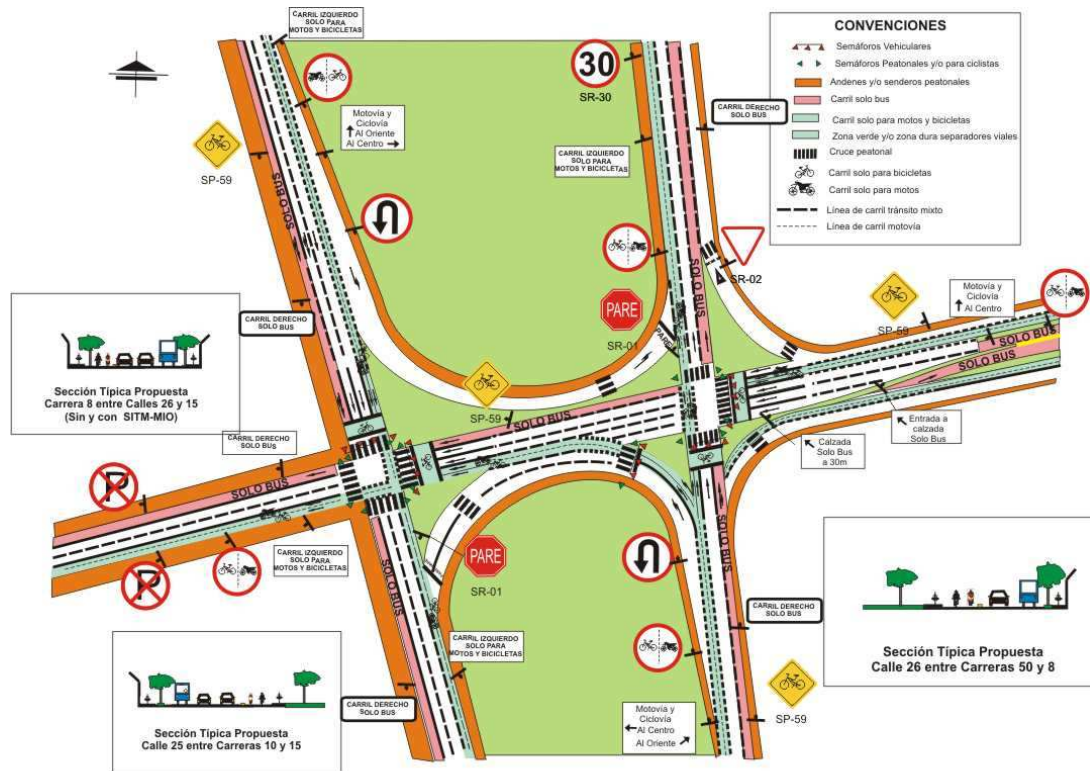 CARRIL IZQUIERDO
SOLO PARA
MOTOS Y BICICLETAS
30
SR-30
CONVENCIONES
Semáforos Vehiculares
Semáforos Peatonales y/o para ciclistas
Andenes y/o senderos peatonales
Carril solo bus
Carril solo para motos y bicicletas
Zona verde y/o zona dura separadores viales
Cruce peatonal
Carril solo para bicicletas
Carril solo para motos
Línea de carril tránsito mixto
Línea de carril motovía
CARRIL DERECHO
SOLO BUS
Motovía y
Ciclovía
↑ Al Oriente
Al Centro →
SP-59
SOLO BUS
CARRIL IZQUIERDO
SOLO PARA
MOTOS Y BICICLETAS
SOLO BUS
SR-02
Motovía y
Ciclovía
↑ Al Centro
SP-59
SOLO BUS
SOLO BUS
CARRIL DERECHO
SOLO BUS
PARE
SR-01
PARE
SOLO BUS
Sección Típica Propuesta
Carrera 8 entre Calles 26 y 15
(Sin y con SITM-MIO)
SP-59
SOLO BUS
Entrada a
calzada
Solo Bus
Calzada
Solo Bus
a 30m
CARRIL DERECHO
SOLO BUS
P
SOLO BUS
P
CARRIL IZQUIERDO
SOLO PARA
MOTOS Y BICICLETAS
SOLO BUS
PARE
SR-01
SOLO BUS
CARRIL DERECHO
SOLO BUS
Sección Típica Propuesta
Calle 26 entre Carreras 50 y 8
CARRIL IZQUIERDO
SOLO PARA
MOTOS Y BICICLETAS
Sección Típica Propuesta
Calle 25 entre Carreras 10 y 15
CARRIL DERECHO
SOLO BUS
Motovía y
Ciclovía
← Al Centro
Al Oriente ↗
SP-59